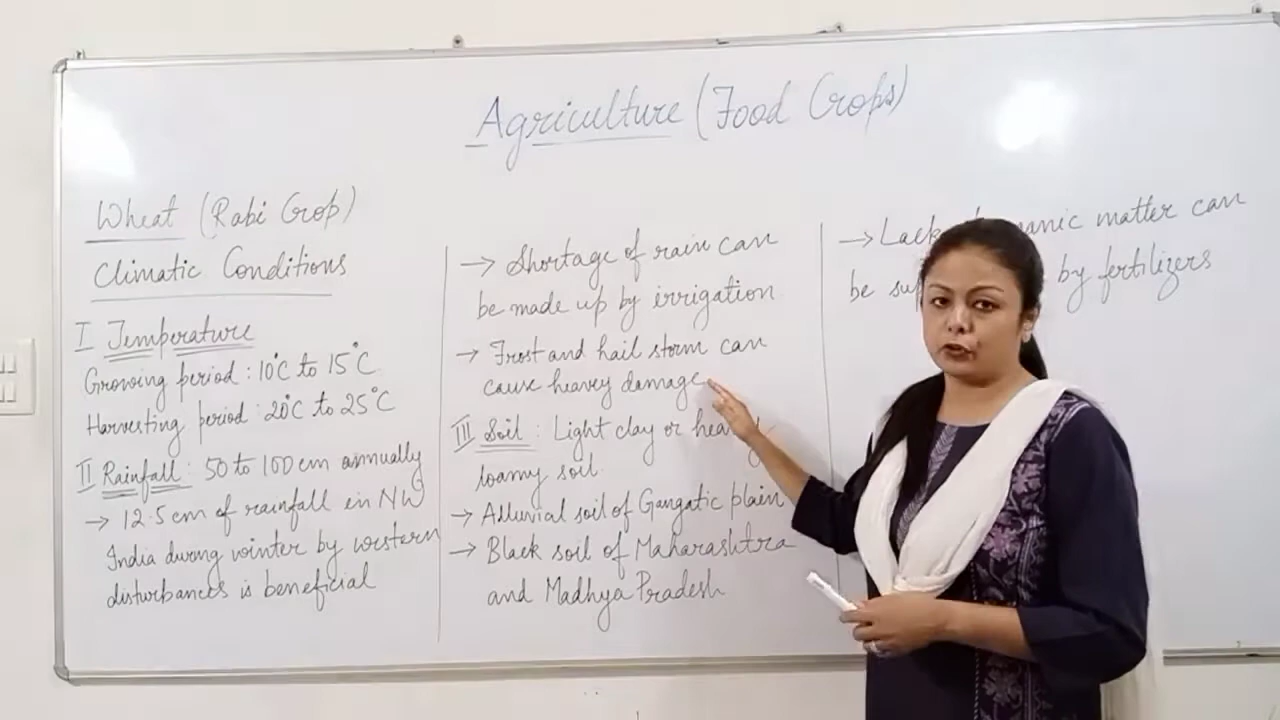 Agriculture (Food Crops)
Wheat (Rabi Crop)
Climatic Conditions
I Temperature
Growing period : 10°C to 15°C
Harvesting period : 20°C to 25°C
II Rainfall : 50 to 100 cm annually
→ 12.5 cm of rainfall in NW
India during winter by western
disturbances is beneficial
→ Shortage of rain can
be made up by irrigation
→ Frost and hail storm can
cause heavy damage
III Soil : Light clay or heavy
loamy soil
→ Alluvial soil of Gangatic plain
→ Black soil of Maharashtra
and Madhya Pradesh
→ Lack matter can
be by fertilizers